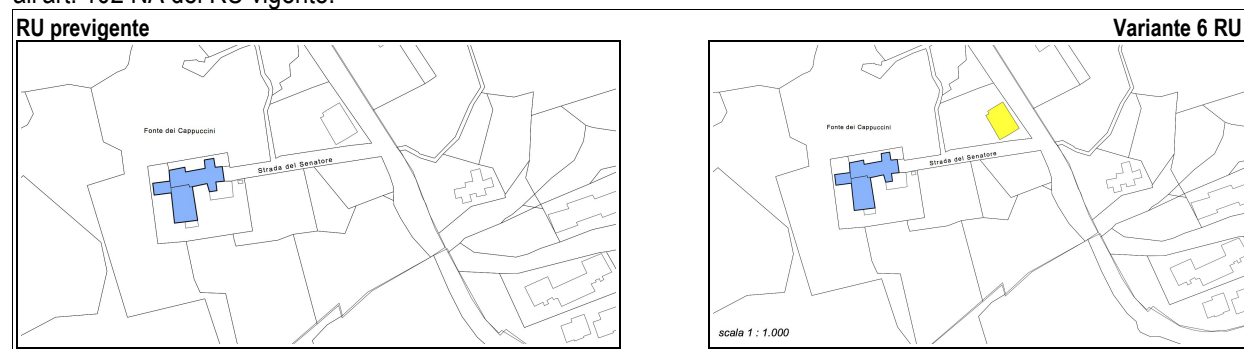 all'art. 102 NA del RU vigente.
RU previgente
Variante 6 RU
Fonte dei Cappuccini
Strada del Senatore
Fonte dei Cappuccini
Strada del Senatore
scala 1 : 1.000